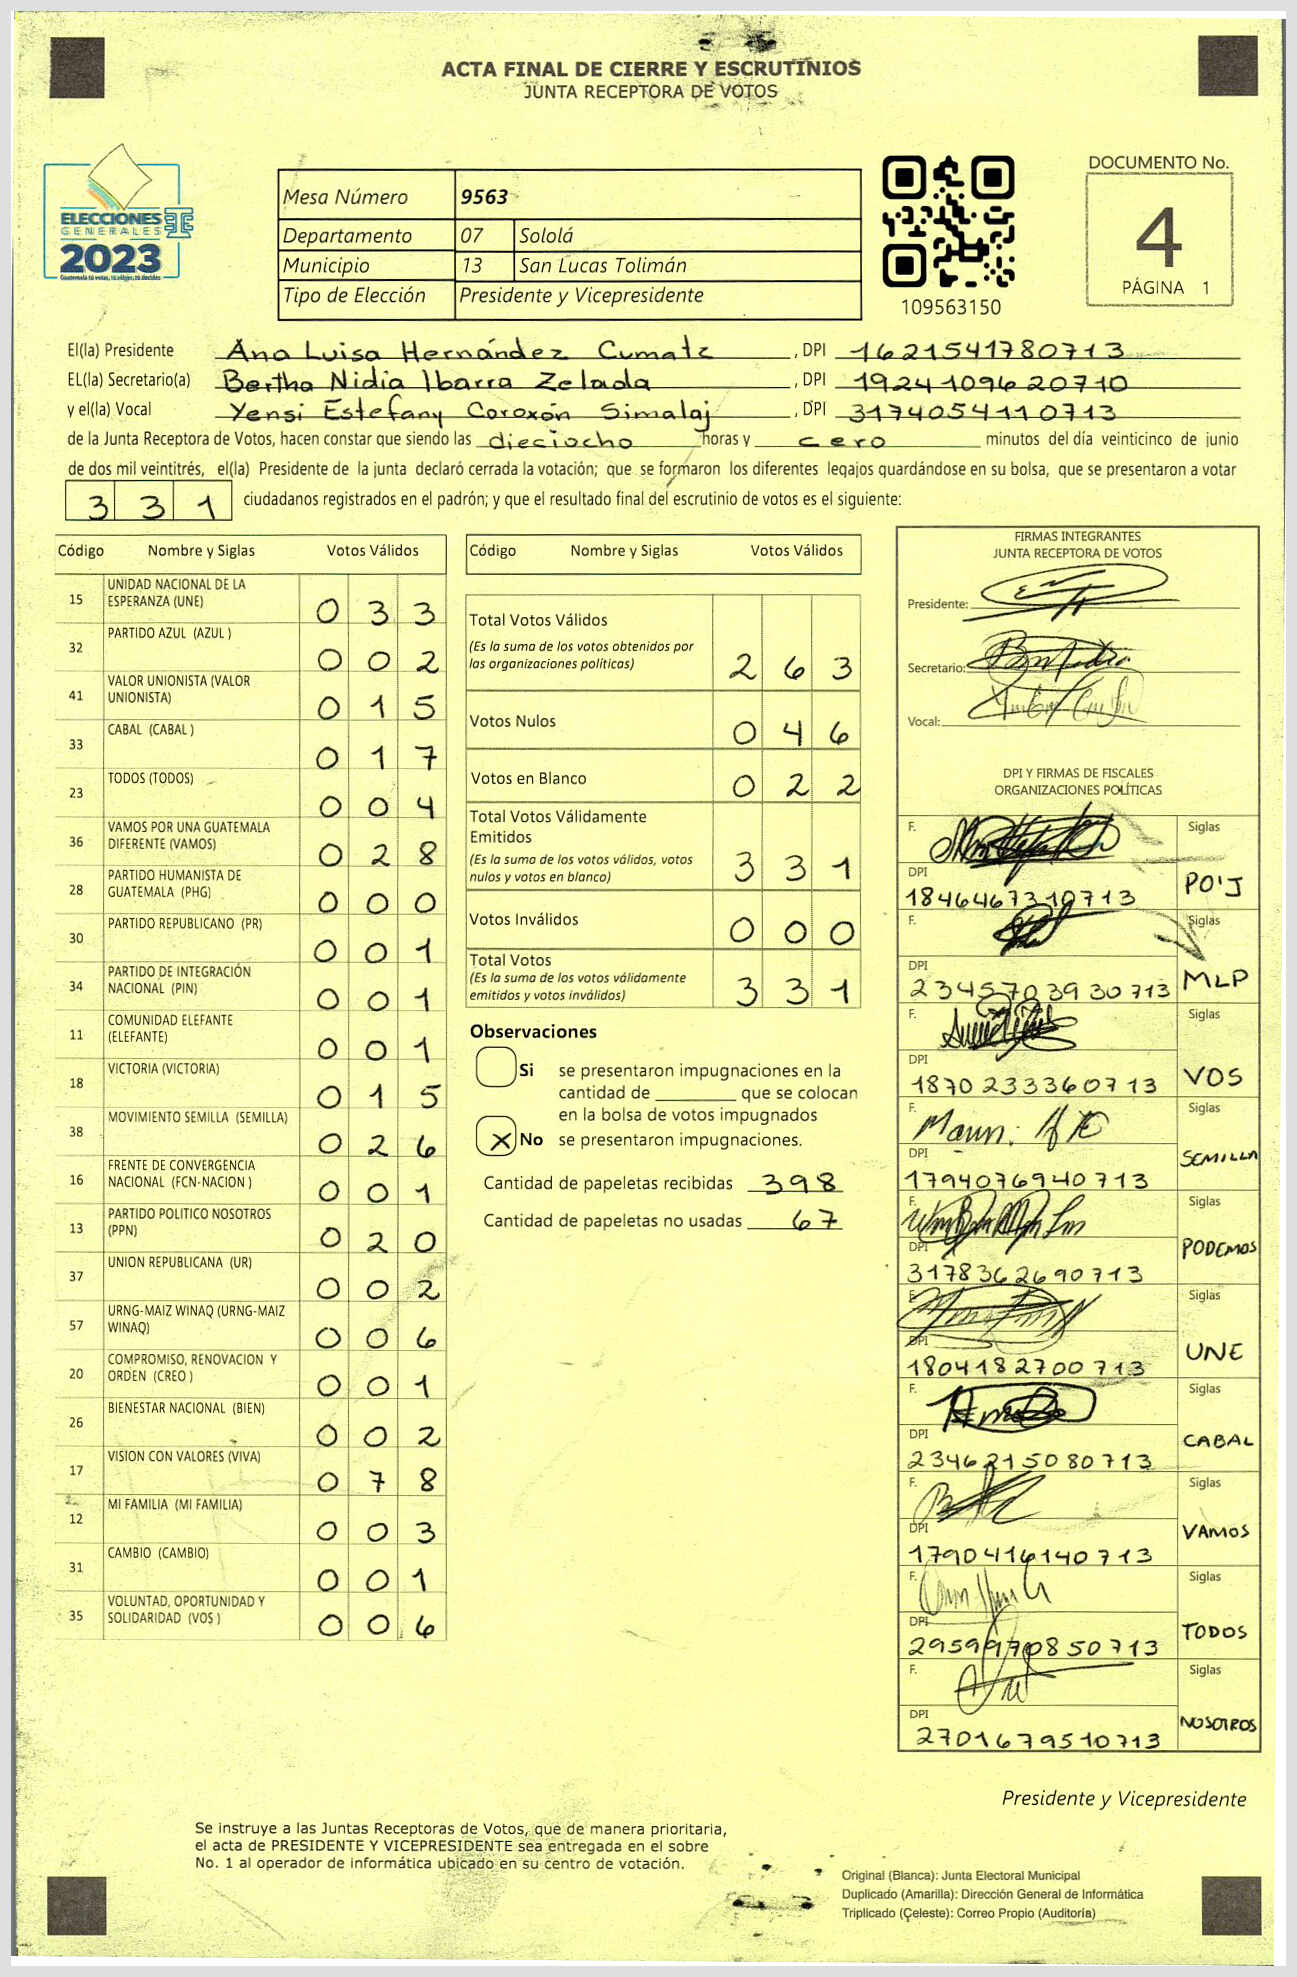 ACTA FINAL DE CIERRE Y ESCRUTINIOS
JUNTA RECEPTORA DE VOTOS
ELECCIONES
GENERALES
2023
Guatemala tú votas, tú eliges, tú decides
Mesa Número 9563
Departamento 07 Sololá
Municipio 13 San Lucas Tolimán
Tipo de Elección Presidente y Vicepresidente
109563150
DOCUMENTO No.
4
PÁGINA 1
El(la) Presidente Ana Luisa Hernández Cumatz , DPI 1621541780713
EL(la) Secretario(a) Bertha Nidia Ibarra Zelada , DPI 1924109620710
y el(la) Vocal Yensi Estefany Coroxón Simalaj , DPI 3174054110713
de la Junta Receptora de Votos, hacen constar que siendo las dieciocho horas y cero minutos del día veinticinco de junio
de dos mil veintitrés, el(la) Presidente de la junta declaró cerrada la votación; que se formaron los diferentes legajos guardándose en su bolsa, que se presentaron a votar
3 3 1 ciudadanos registrados en el padrón; y que el resultado final del escrutinio de votos es el siguiente:
Código Nombre y Siglas Votos Válidos
15 UNIDAD NACIONAL DE LA ESPERANZA (UNE) 0 3 3
32 PARTIDO AZUL (AZUL ) 0 0 2
41 VALOR UNIONISTA (VALOR UNIONISTA) 0 1 5
33 CABAL (CABAL ) 0 1 7
23 TODOS (TODOS) 0 0 4
36 VAMOS POR UNA GUATEMALA DIFERENTE (VAMOS) 0 2 8
28 PARTIDO HUMANISTA DE GUATEMALA (PHG) 0 0 0
30 PARTIDO REPUBLICANO (PR) 0 0 1
34 PARTIDO DE INTEGRACIÓN NACIONAL (PIN) 0 0 1
11 COMUNIDAD ELEFANTE (ELEFANTE) 0 0 1
18 VICTORIA (VICTORIA) 0 1 5
38 MOVIMIENTO SEMILLA (SEMILLA) 0 2 6
16 FRENTE DE CONVERGENCIA NACIONAL (FCN-NACION ) 0 0 1
13 PARTIDO POLITICO NOSOTROS (PPN) 0 2 0
37 UNION REPUBLICANA (UR) 0 0 2
57 URNG-MAIZ WINAQ (URNG-MAIZ WINAQ) 0 0 6
20 COMPROMISO, RENOVACION Y ORDEN (CREO ) 0 0 1
26 BIENESTAR NACIONAL (BIEN) 0 0 2
17 VISION CON VALORES (VIVA) 0 7 8
12 MI FAMILIA (MI FAMILIA) 0 0 3
31 CAMBIO (CAMBIO) 0 0 1
35 VOLUNTAD, OPORTUNIDAD Y SOLIDARIDAD (VOS ) 0 0 6
Código Nombre y Siglas Votos Válidos
Total Votos Válidos
(Es la suma de los votos obtenidos por
las organizaciones políticas) 2 6 3
Votos Nulos 0 4 6
Votos en Blanco 0 2 2
Total Votos Válidamente
Emitidos
(Es la suma de los votos válidos, votos
nulos y votos en blanco) 3 3 1
Votos Inválidos 0 0 0
Total Votos
(Es la suma de los votos válidamente
emitidos y votos inválidos) 3 3 1
Observaciones
Si se presentaron impugnaciones en la
cantidad de ________ que se colocan
en la bolsa de votos impugnados
X No se presentaron impugnaciones.
Cantidad de papeletas recibidas 398
Cantidad de papeletas no usadas 67
FIRMAS INTEGRANTES
JUNTA RECEPTORA DE VOTOS
Presidente:
Secretario:
Vocal:
DPI Y FIRMAS DE FISCALES
ORGANIZACIONES POLÍTICAS
F. Siglas
DPI 1846467310713 PO'J
F. Siglas
DPI 2345703930713 MLP
F. Siglas
DPI 1870233360713 VOS
F. Siglas
DPI 1794076940713 SEMILLA
F. Siglas
DPI 3178362690713 PODEMOS
F. Siglas
DPI 1804182700713 UNE
F. Siglas
DPI 2346215080713 CABAL
F. Siglas
DPI 1790416140713 VAMOS
F. Siglas
DPI 2959970850713 TODOS
F. Siglas
DPI 2701679510713 NOSOTROS
Presidente y Vicepresidente
Se instruye a las Juntas Receptoras de Votos, que de manera prioritaria,
el acta de PRESIDENTE Y VICEPRESIDENTE sea entregada en el sobre
No. 1 al operador de informática ubicado en su centro de votación.
Original (Blanca): Junta Electoral Municipal
Duplicado (Amarilla): Dirección General de Informática
Triplicado (Celeste): Correo Propio (Auditoría)